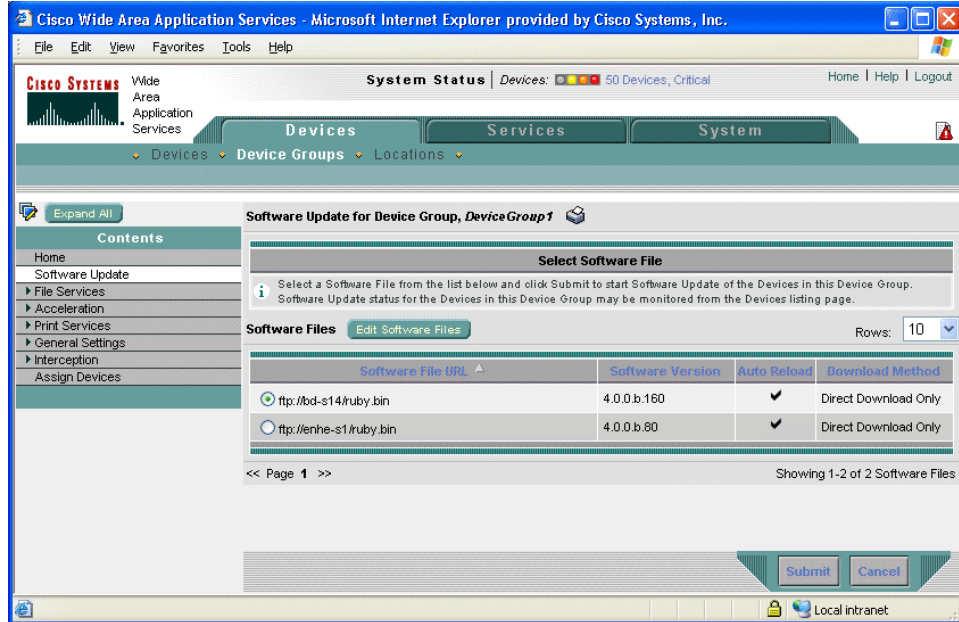 Cisco Wide Area Application Services - Microsoft Internet Explorer provided by Cisco Systems, Inc.
File Edit View Favorites Tools Help
CISCO SYSTEMS
Wide
Area
Application
Services
System Status | Devices: 50 Devices, Critical
Home | Help | Logout
Devices Services System
Devices Device Groups Locations
Expand All
Contents
Home
Software Update
File Services
Acceleration
Print Services
General Settings
Interception
Assign Devices
Software Update for Device Group, DeviceGroup1
Select Software File
Select a Software File from the list below and click Submit to start Software Update of the Devices in this Device Group.
Software Update status for the Devices in this Device Group may be monitored from the Devices listing page.
Software Files Edit Software Files Rows: 10
Software File URL Software Version Auto Reload Download Method
ftp://bd-s14/ruby.bin 4.0.0.b.160 Direct Download Only
ftp://enhe-s1/ruby.bin 4.0.0.b.80 Direct Download Only
<< Page 1 >> Showing 1-2 of 2 Software Files
Submit Cancel
Local intranet